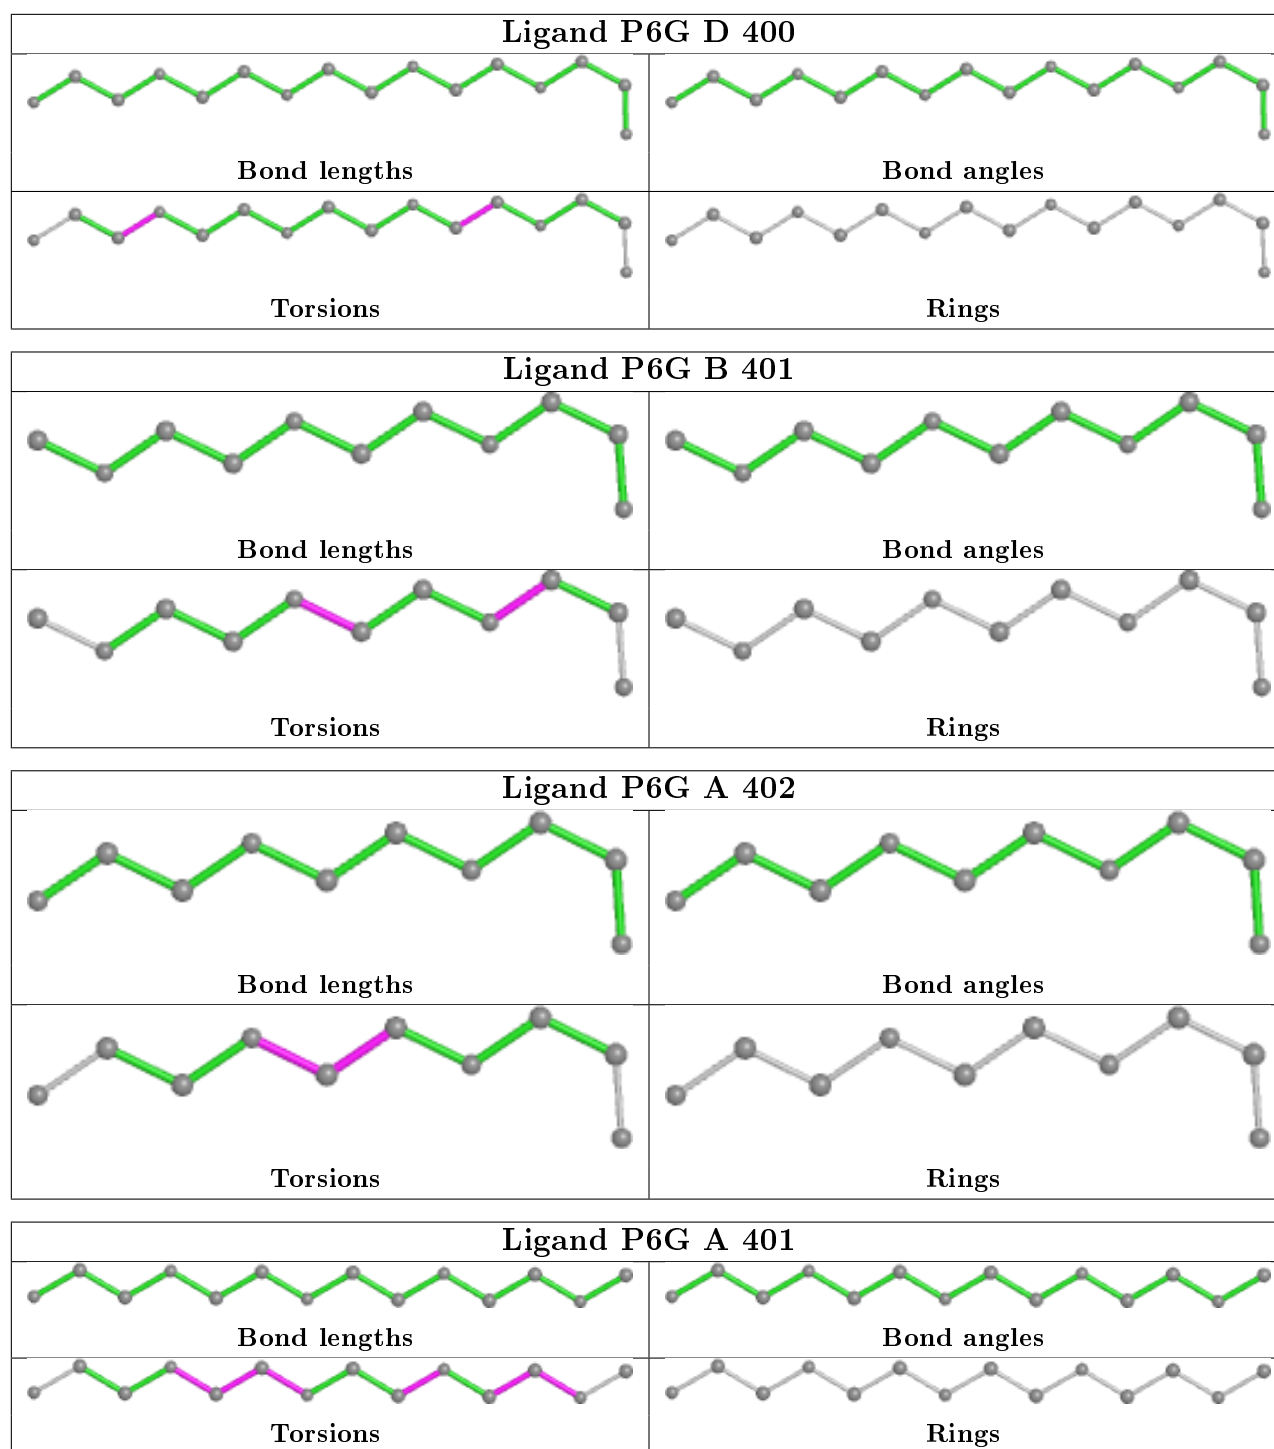 Ligand P6G D 400
Bond lengths
Bond angles
Torsions
Rings
Ligand P6G B 401
Bond lengths
Bond angles
Torsions
Rings
Ligand P6G A 402
Bond lengths
Bond angles
Torsions
Rings
Ligand P6G A 401
Bond lengths
Bond angles
Torsions
Rings